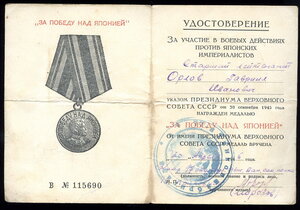 "ЗА ПОБЕДУ НАД ЯПОНИЕЙ"
В № 115690
УДОСТОВЕРЕНИЕ
ЗА УЧАСТИЕ В БОЕВЫХ ДЕЙСТВИЯХ
ПРОТИВ ЯПОНСКИХ
ИМПЕРИАЛИСТОВ
Старший лейтенант
Орлов Гавриил
Иванович
УКАЗОМ ПРЕЗИДИУМА ВЕРХОВНОГО
СОВЕТА СССР от 30 сентября 1945 года
НАГРАЖДЕН МЕДАЛЬЮ
"ЗА ПОБЕДУ НАД ЯПОНИЕЙ"
От имени ПРЕЗИДИУМА ВЕРХОВНОГО
СОВЕТА СССР МЕДАЛЬ ВРУЧЕНА